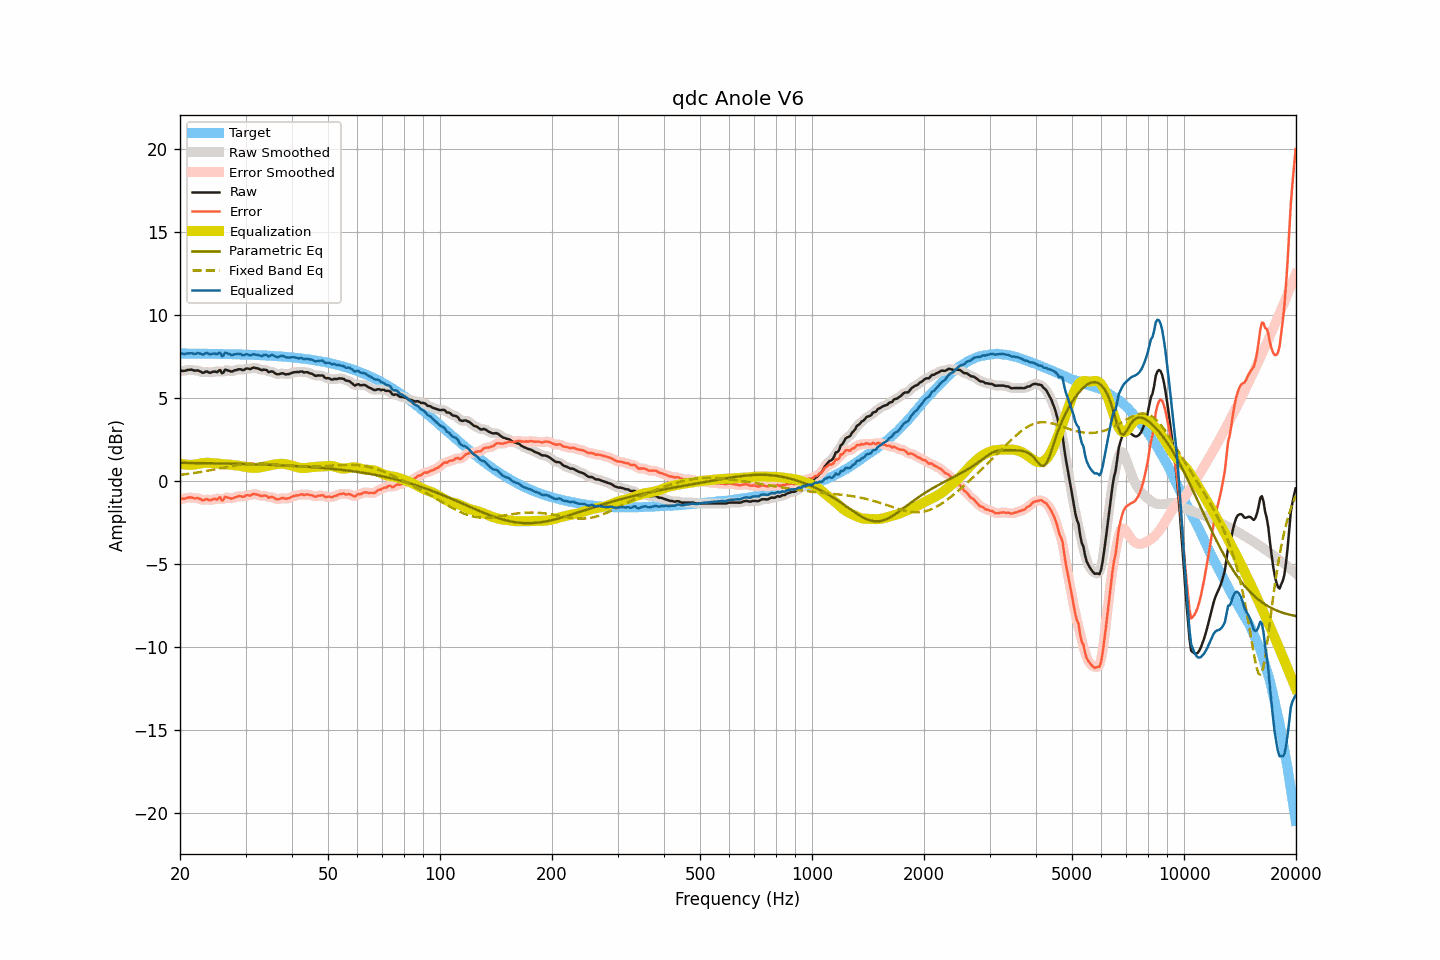 qdc Anole V6
Target
Raw Smoothed
Error Smoothed
Raw
Error
Equalization
Parametric Eq
Fixed Band Eq
Equalized
20
15
10
5
0
−5
−10
−15
−20
Amplitude (dBr)
20
50
100
200
500
1000
2000
5000
10000
20000
Frequency (Hz)